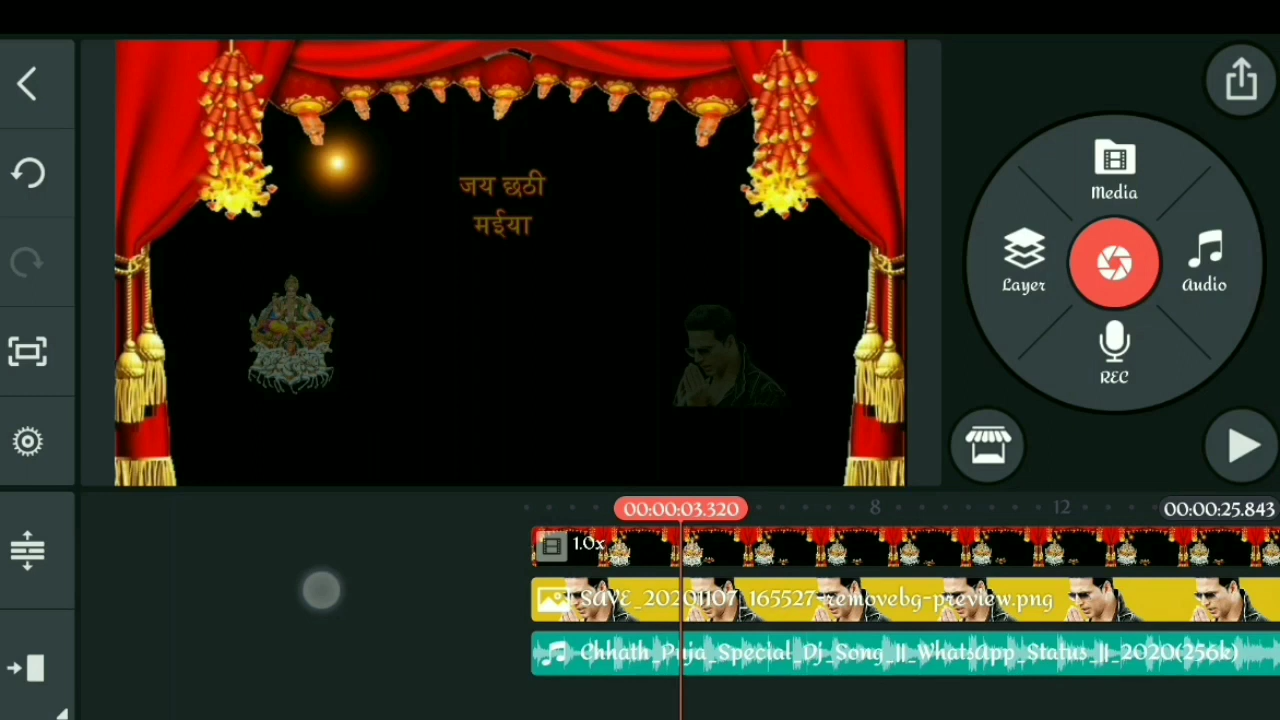 जय छठी
मईया
Media
Layer
Audio
REC
00:00:03.320
8
12
00:00:25.843
1.0x
SAVE_20201107_165527-removebg-preview.png
Chhath_Puja_Special_Dj_Song_||_WhatsApp_Status_||_2020(256k)